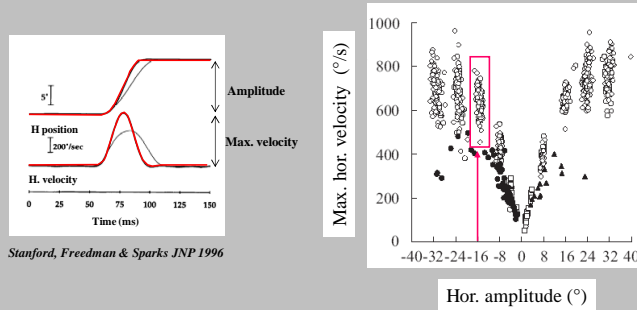 5°
Amplitude
H position
200°/sec
Max. velocity
H. velocity
0 25 50 75 100 125 150
Time (ms)
Stanford, Freedman & Sparks JNP 1996
Max. hor. velocity (°/s)
1000
800
600
400
200
0
-40 -32 -24 -16 -8 0 8 16 24 32 40
Hor. amplitude (°)